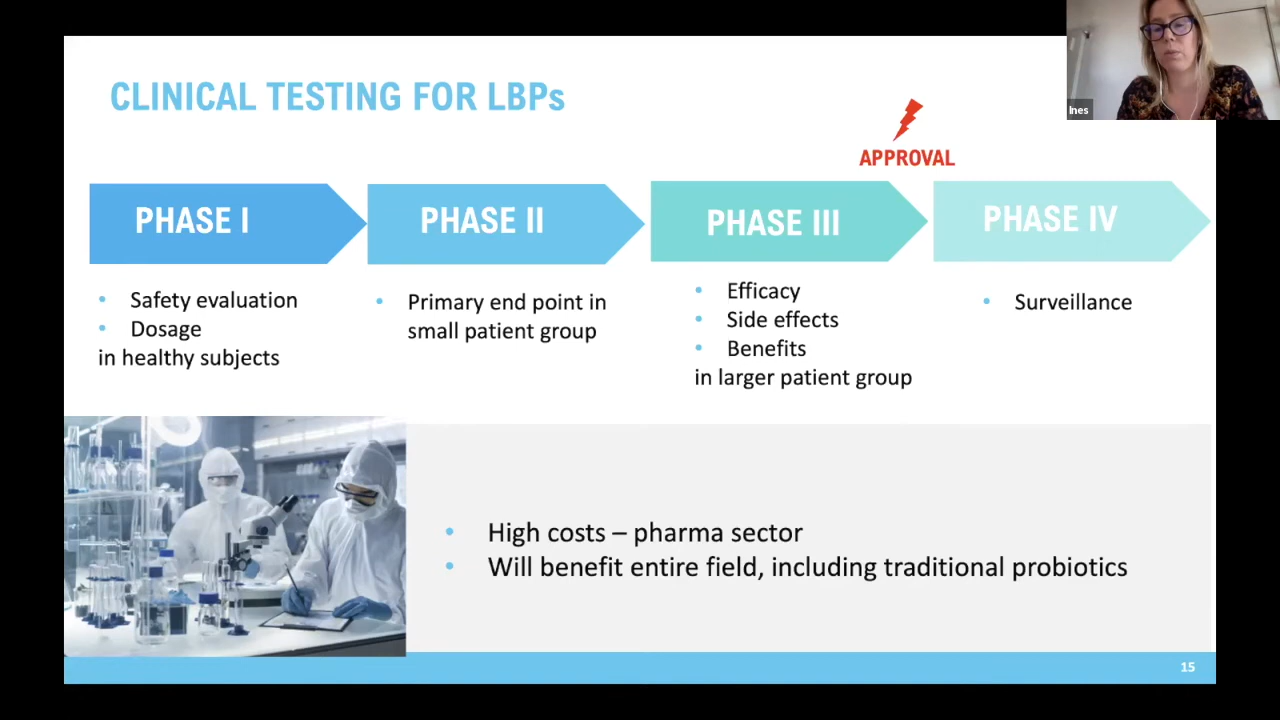 Ines
CLINICAL TESTING FOR LBPs
APPROVAL
PHASE I
PHASE II
PHASE III
PHASE IV
• Safety evaluation
• Dosage
in healthy subjects
• Primary end point in
small patient group
• Efficacy
• Side effects
• Benefits
in larger patient group
• Surveillance
• High costs – pharma sector
• Will benefit entire field, including traditional probiotics
15